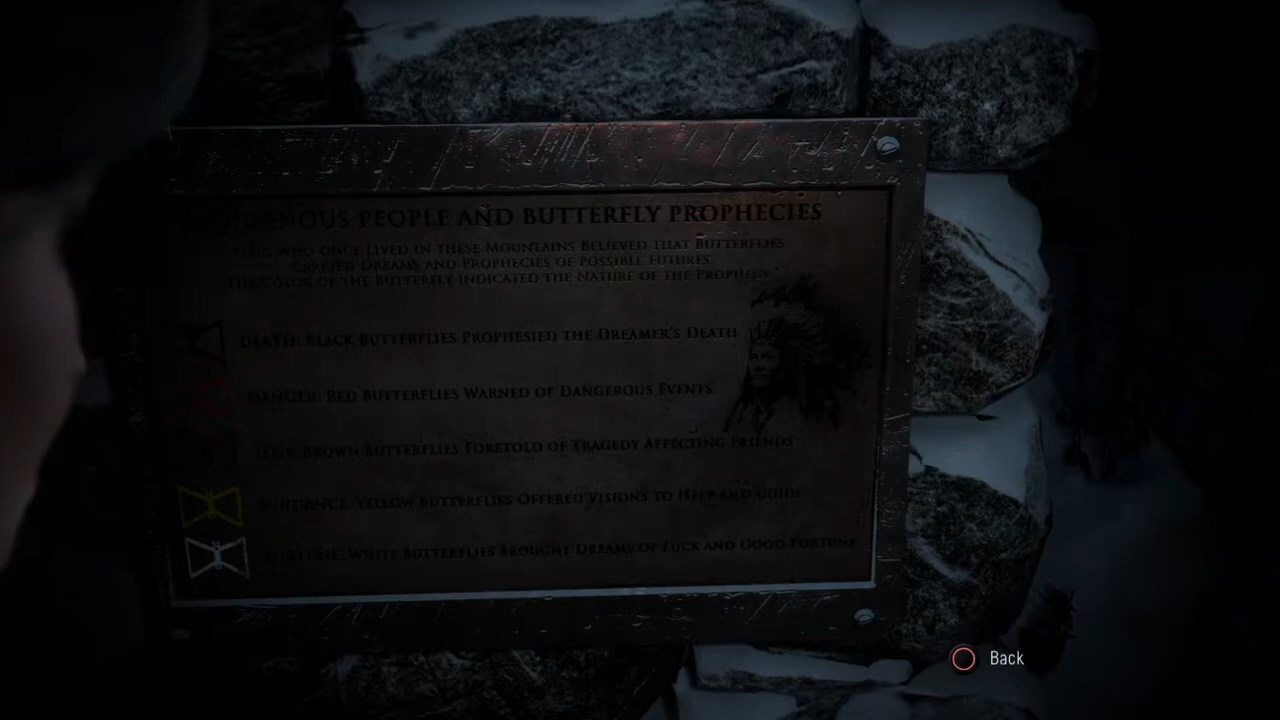 INDIGENOUS PEOPLE AND BUTTERFLY PROPHECIES
WHO ONCE LIVED IN THESE MOUNTAINS BELIEVED THAT BUTTERFLIES
CARRIED DREAMS AND PROPHECIES OF POSSIBLE FUTURES
THE COLOR OF THE BUTTERFLY INDICATED THE NATURE OF THE PROPHECY
DEATH: BLACK BUTTERFLIES PROPHESIED THE DREAMER'S DEATH
DANGER: RED BUTTERFLIES WARNED OF DANGEROUS EVENTS
LOSS: BROWN BUTTERFLIES FORETOLD OF TRAGEDY AFFECTING FRIENDS
GUIDANCE: YELLOW BUTTERFLIES OFFERED VISIONS TO HELP AND GUIDE
FORTUNE: WHITE BUTTERFLIES BROUGHT DREAMS OF LUCK AND GOOD FORTUNE
Back